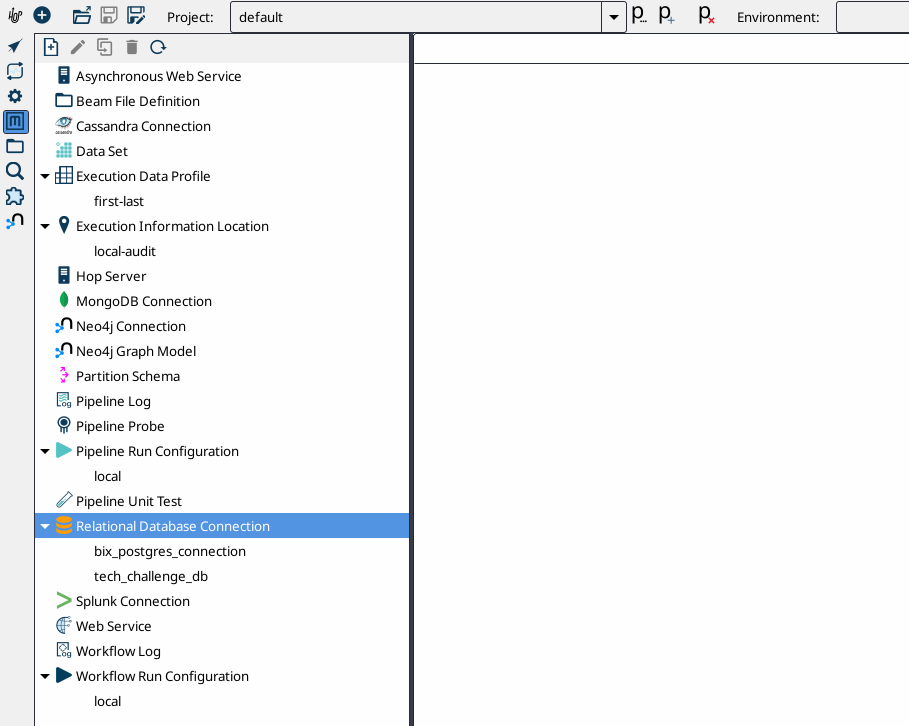 Project: default p... p+ px Environment:
Asynchronous Web Service
Beam File Definition
Cassandra Connection
Data Set
Execution Data Profile
first-last
Execution Information Location
local-audit
Hop Server
MongoDB Connection
Neo4j Connection
Neo4j Graph Model
Partition Schema
Pipeline Log
Pipeline Probe
Pipeline Run Configuration
local
Pipeline Unit Test
Relational Database Connection
bix_postgres_connection
tech_challenge_db
Splunk Connection
Web Service
Workflow Log
Workflow Run Configuration
local